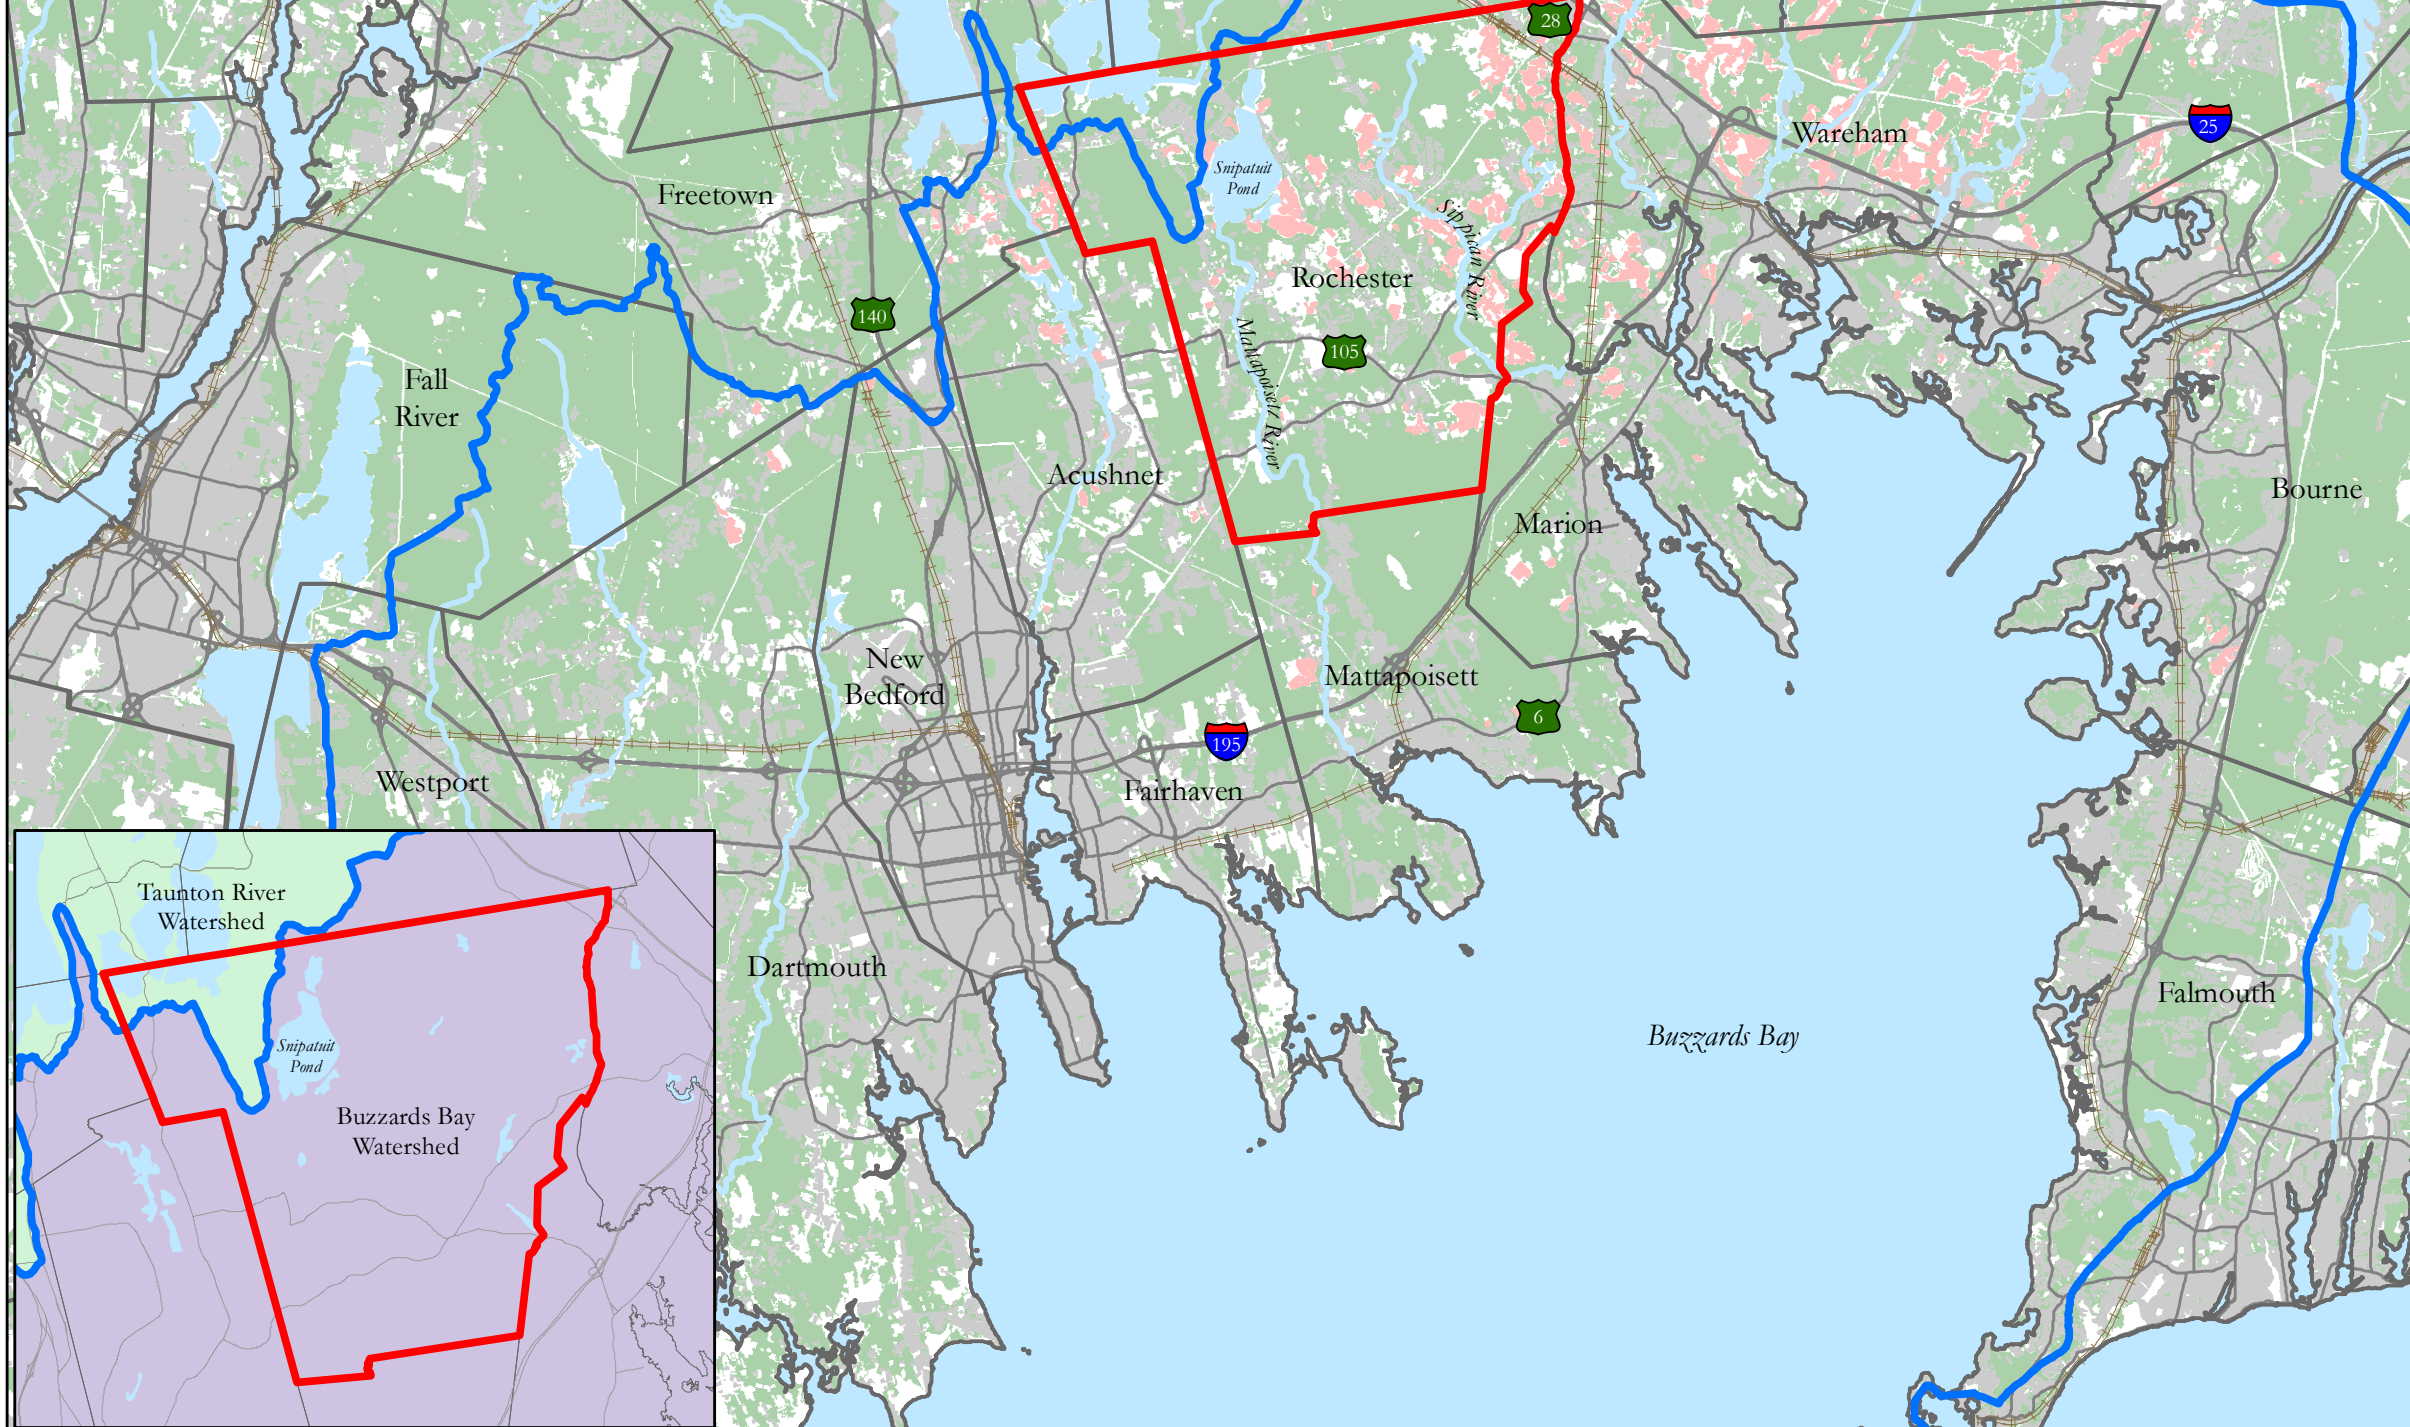 28
25
Wareham
Snipatuit
Pond
Freetown
Sippican River
Rochester
140
Mattapoisett River
105
Fall
River
Acushnet
Bourne
Marion
New
Bedford
Mattapoisett
6
195
Westport
Fairhaven
Taunton River
Watershed
Dartmouth
Falmouth
Buzzards Bay
Snipatuit
Pond
Buzzards Bay
Watershed